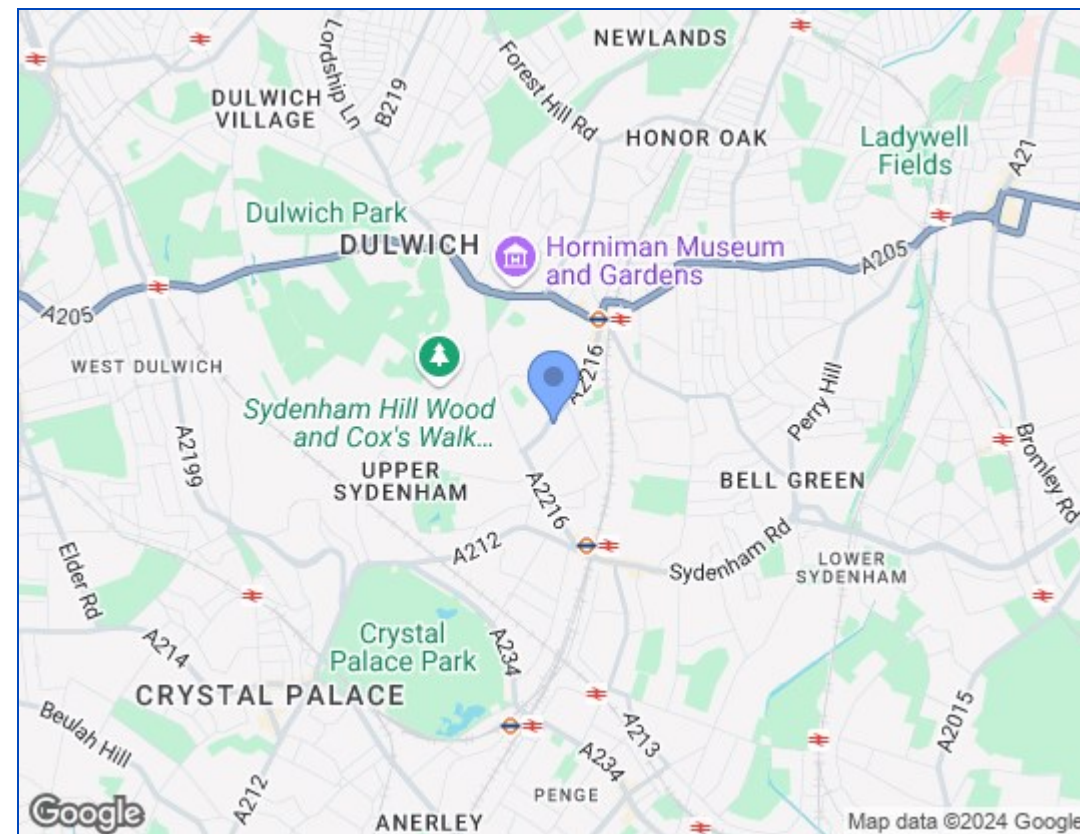 NEWLANDS
Lordship Ln
B219
Forest Hill Rd
DULWICH
VILLAGE
HONOR OAK
Ladywell
Fields
A21
Dulwich Park
DULWICH
Horniman Museum
and Gardens
A205
A205
WEST DULWICH
A2216
Perry Hill
Sydenham Hill Wood
and Cox's Walk...
A2199
UPPER
SYDENHAM
A2216
BELL GREEN
Bromley Rd
A212
Sydenham Rd
LOWER
SYDENHAM
Elder Rd
A214
Crystal
Palace Park
A234
CRYSTAL PALACE
Beulah Hill
A213
A2015
A234
A212
PENGE
ANERLEY
Google
Map data ©2024 Google